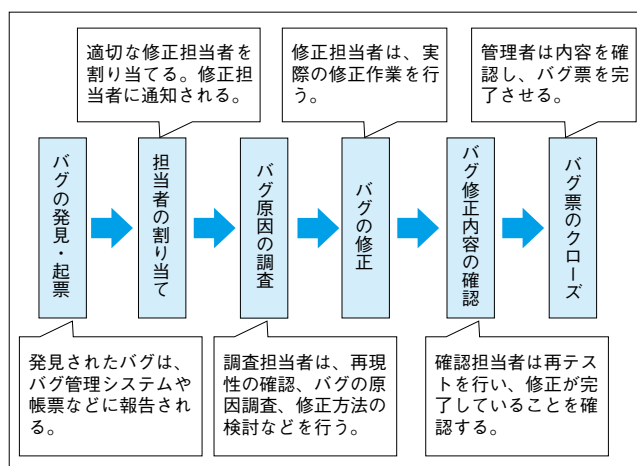 適切な修正担当者を
割り当てる。修正担
当者に通知される。
修正担当者は、実
際の修正作業を行
う。
管理者は内容を確
認し、バグ票を完
了させる。
バグの発見・起票
担当者の割り当て
バグ原因の調査
バグの修正
バグ修正内容の確認
バグ票のクローズ
発見されたバグは、
バグ管理システムや
帳票などに報告され
る。
調査担当者は、再現
性の確認、バグの原
因調査、修正方法の
検討などを行う。
確認担当者は再テス
トを行い、修正が完
了していることを確
認する。